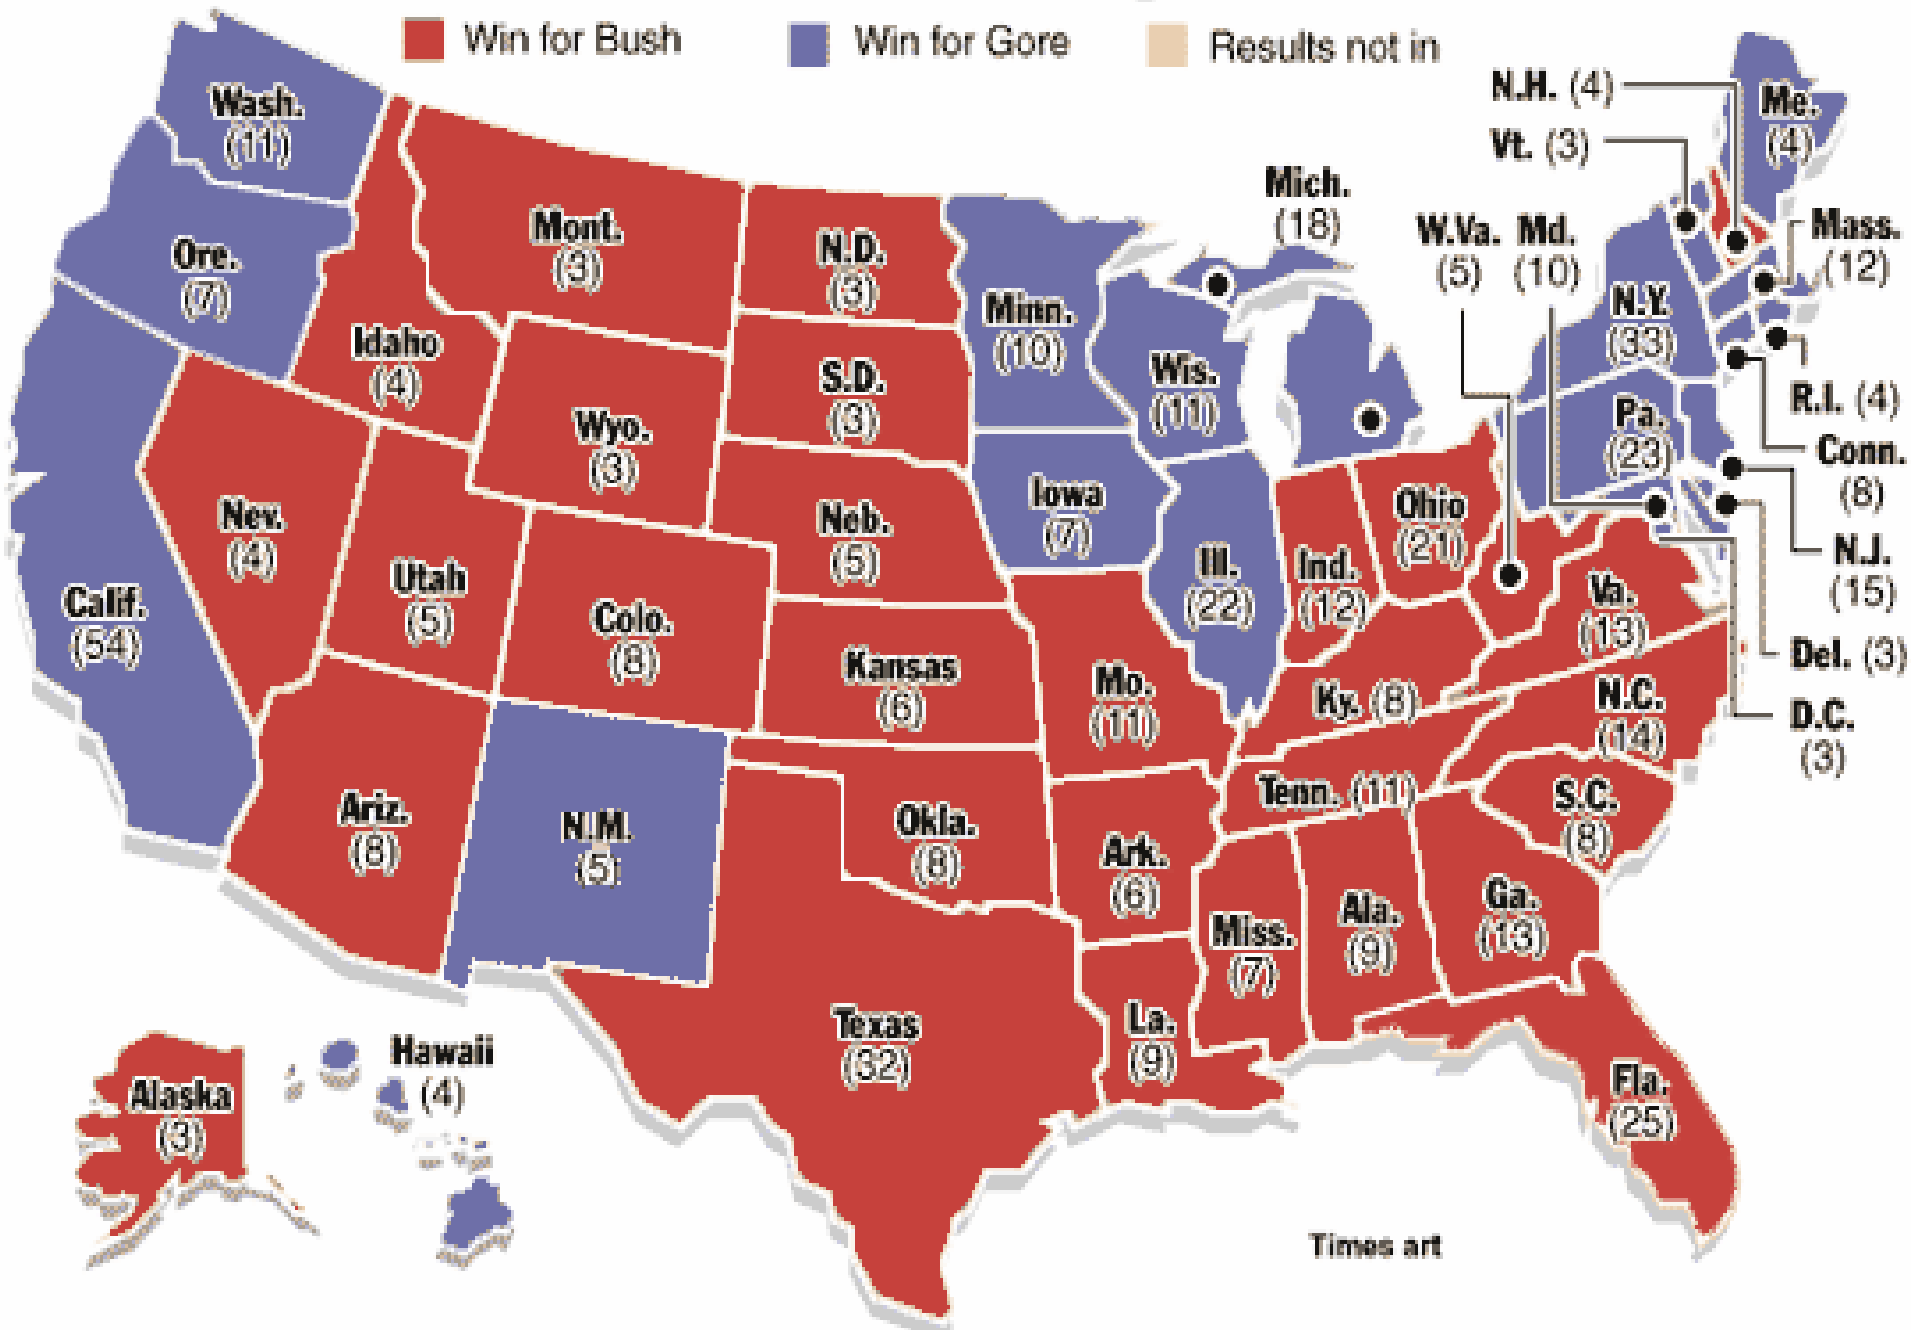 Win for Bush
Win for Gore
Results not in
Wash.
(11)
Ore.
(7)
Calif.
(54)
Idaho
(4)
Nev.
(4)
Mont.
(3)
Wyo.
(3)
Utah
(5)
Colo.
(8)
Ariz.
(8)
N.M.
(5)
N.D.
(3)
S.D.
(3)
Neb.
(5)
Kansas
(6)
Okla.
(8)
Texas
(32)
Minn.
(10)
Iowa
(7)
Mo.
(11)
Ark.
(6)
La.
(9)
Wis.
(11)
Ill.
(22)
Mich.
(18)
Ind.
(12)
Ohio
(21)
Ky. (8)
Tenn. (11)
Miss.
(7)
Ala.
(9)
Ga.
(13)
Fla.
(25)
S.C.
(8)
N.C.
(14)
Va.
(13)
W.Va.
(5)
Md.
(10)
Pa.
(23)
N.Y.
(33)
Vt. (3)
N.H. (4)
Me.
(4)
Mass.
(12)
R.I. (4)
Conn.
(8)
N.J.
(15)
Del. (3)
D.C.
(3)
Alaska
(3)
Hawaii
(4)
Times art